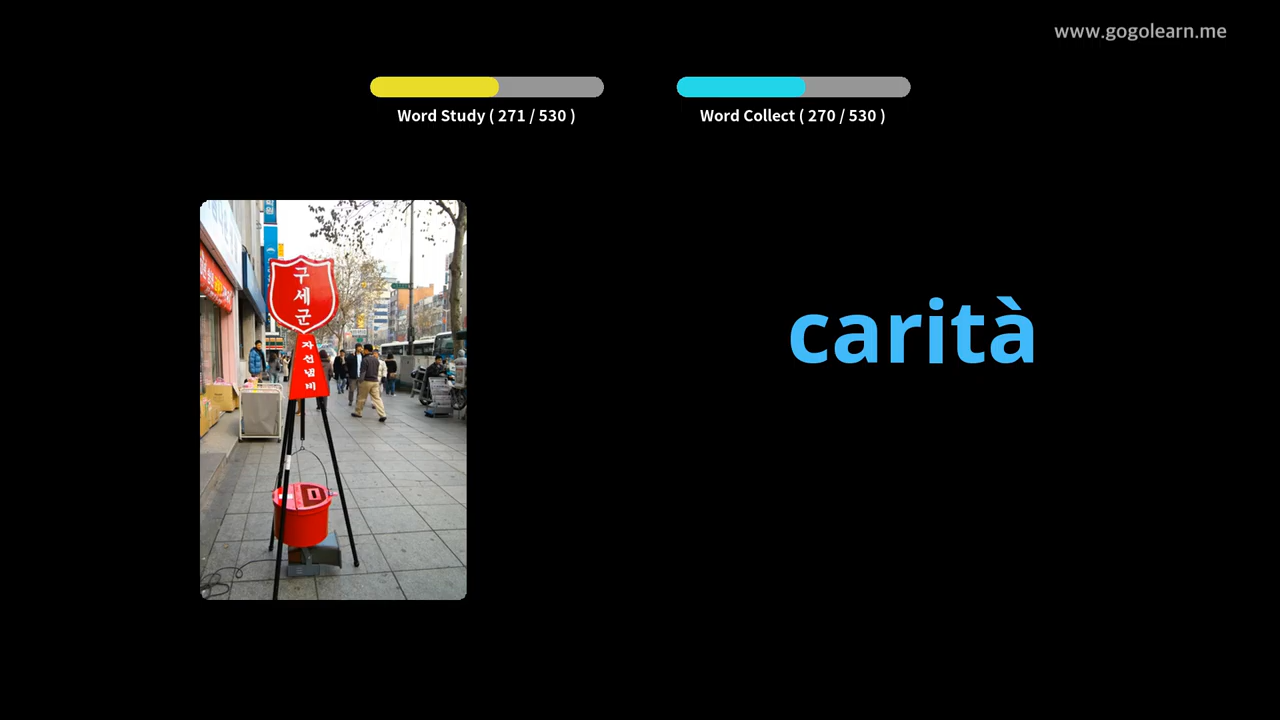 www.gogolearn.me
Word Study ( 271 / 530 )
Word Collect ( 270 / 530 )
구세군
자선냄비
carità